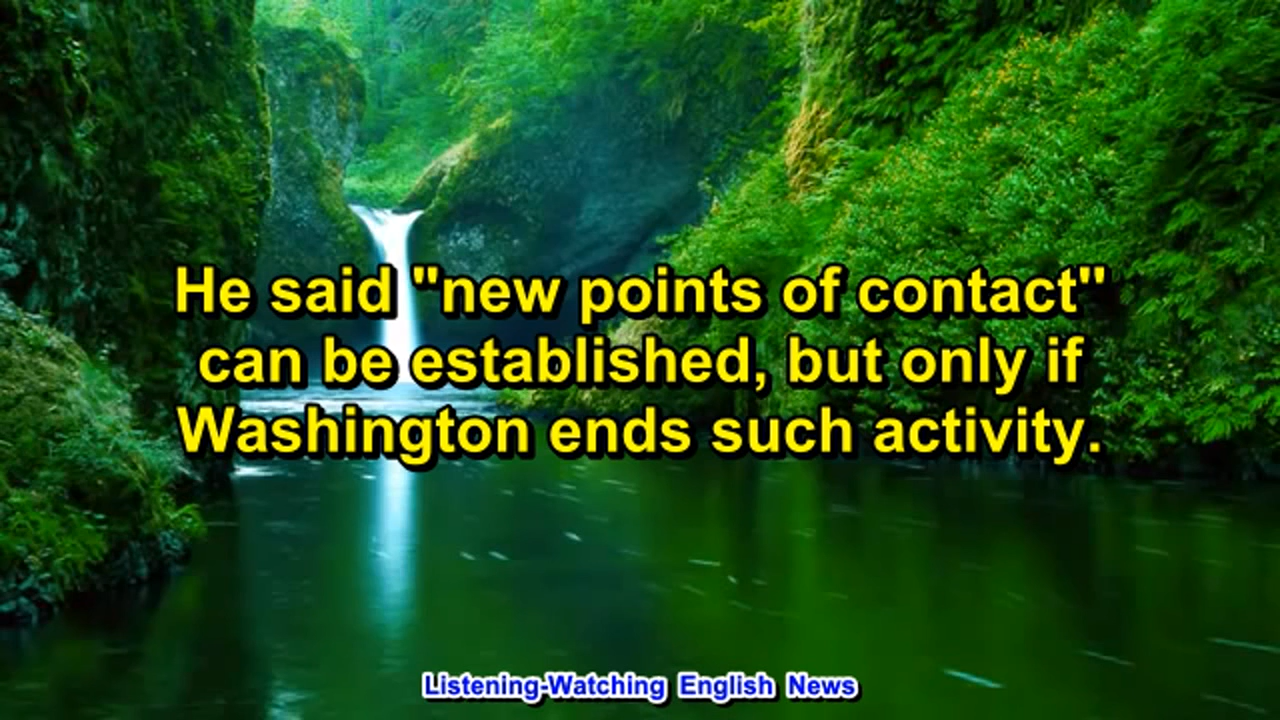 He said "new points of contact"
can be established, but only if
Washington ends such activity.
Listening-Watching English News